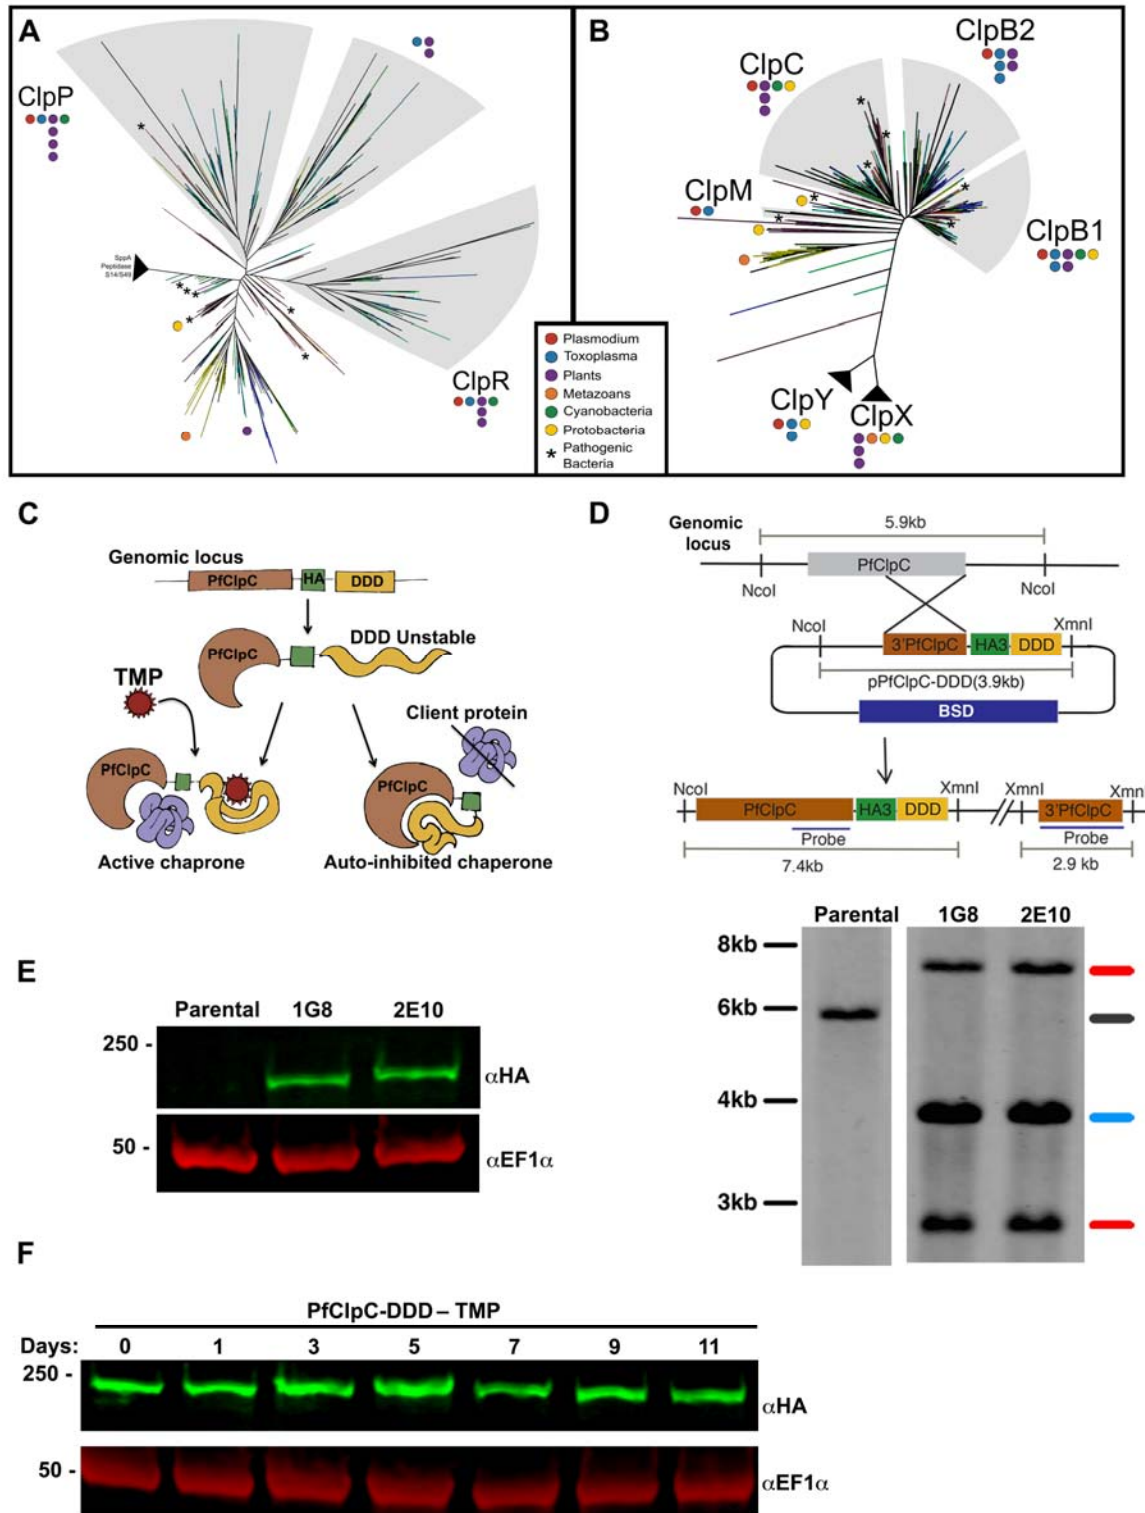 A
ClpP
SppA
Peptidase
S14/S49
ClpR
B
ClpB2
ClpC
ClpM
ClpB1
ClpY
ClpX
Plasmodium
Toxoplasma
Plants
Metazoans
Cyanobacteria
Protobacteria
* Pathogenic
Bacteria
C
Genomic locus
PfClpC
HA
DDD
PfClpC
DDD Unstable
TMP
Client protein
PfClpC
PfClpC
Active chaprone
Auto-inhibited chaperone
D
Genomic
locus
5.9kb
PfClpC
NcoI
NcoI
NcoI
XmnI
3'PfClpC
HA3
DDD
pPfClpC-DDD(3.9kb)
BSD
NcoI
XmnI
XmnI
XmnI
PfClpC
HA3
DDD
3'PfClpC
Probe
Probe
7.4kb
2.9 kb
Parental 1G8 2E10
8kb
6kb
4kb
3kb
E
Parental 1G8 2E10
250 -
αHA
50 -
αEF1α
F
PfClpC-DDD – TMP
Days: 0 1 3 5 7 9 11
250 -
αHA
50 -
αEF1α